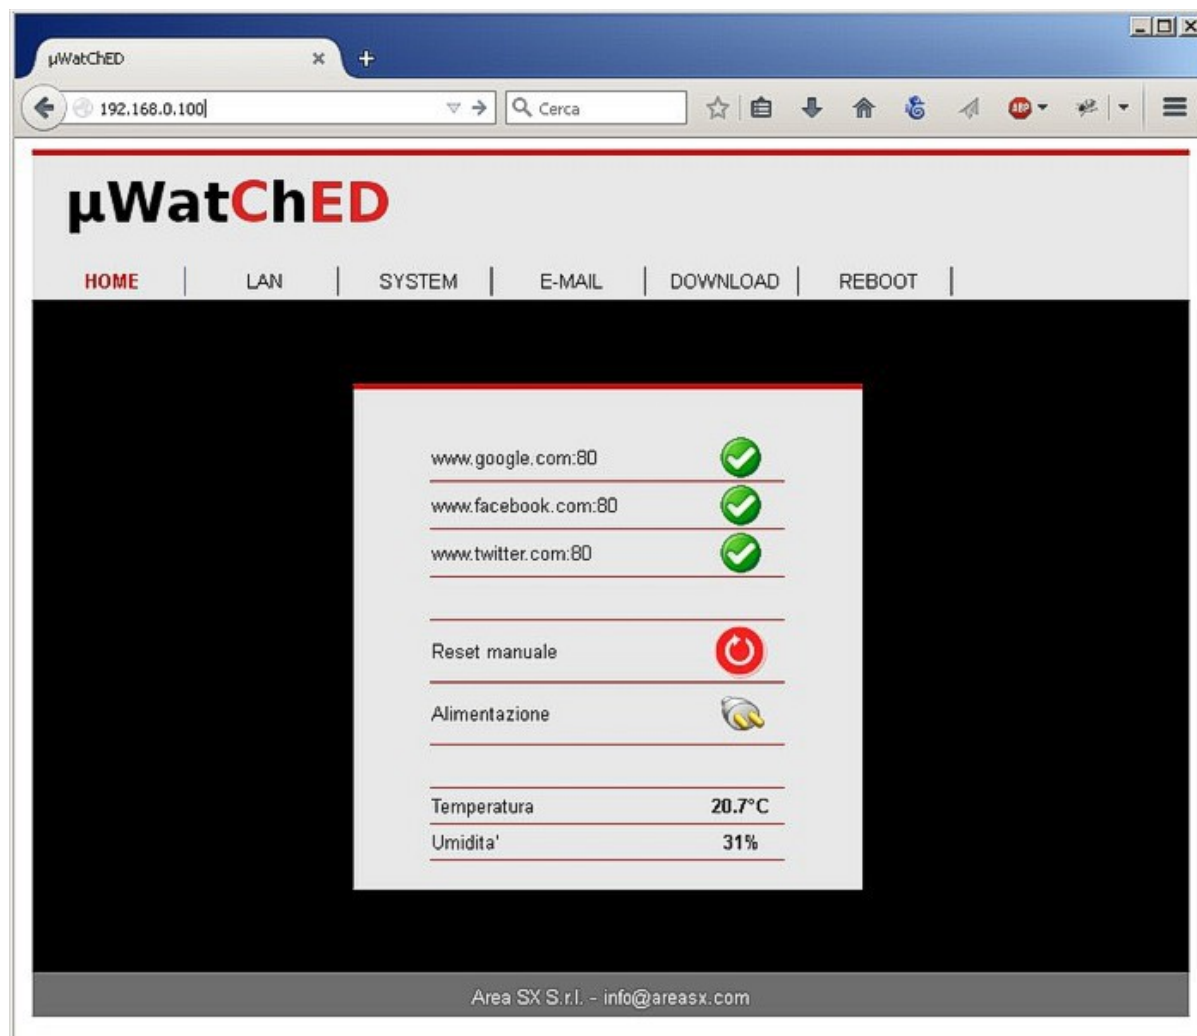 µWatChED
192.168.0.100
Cerca
ABP
µWatChED
HOME LAN SYSTEM E-MAIL DOWNLOAD REBOOT
www.google.com:80
www.facebook.com:80
www.twitter.com:80
Reset manuale
Alimentazione
Temperatura 20.7°C
Umidita' 31%
Area SX S.r.l. - info@areasx.com